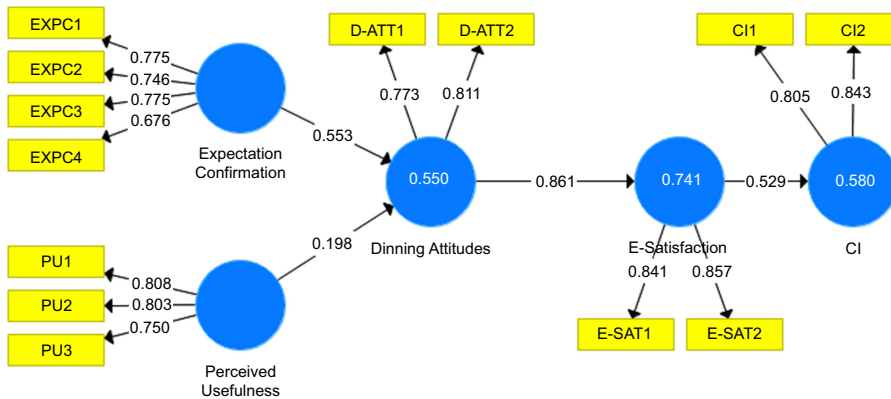 EXPC1
EXPC2
EXPC3
EXPC4
0.775
0.746
0.775
0.676
Expectation
Confirmation
0.553
D-ATT1
D-ATT2
0.773
0.811
0.550
Dinning Attitudes
PU1
PU2
PU3
0.808
0.803
0.750
Perceived
Usefulness
0.198
0.861
0.741
E-Satisfaction
0.841
0.857
E-SAT1
E-SAT2
0.529
CI1
CI2
0.805
0.843
0.580
CI